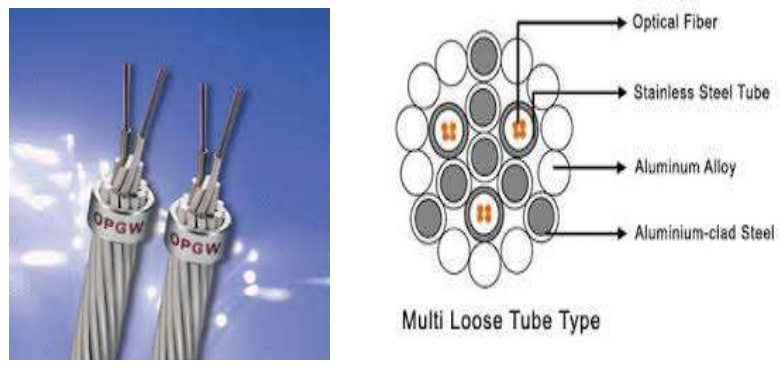 OPGW
OPGW
Optical Fiber
Stainless Steel Tube
Aluminum Alloy
Aluminium-clad Steel
Multi Loose Tube Type